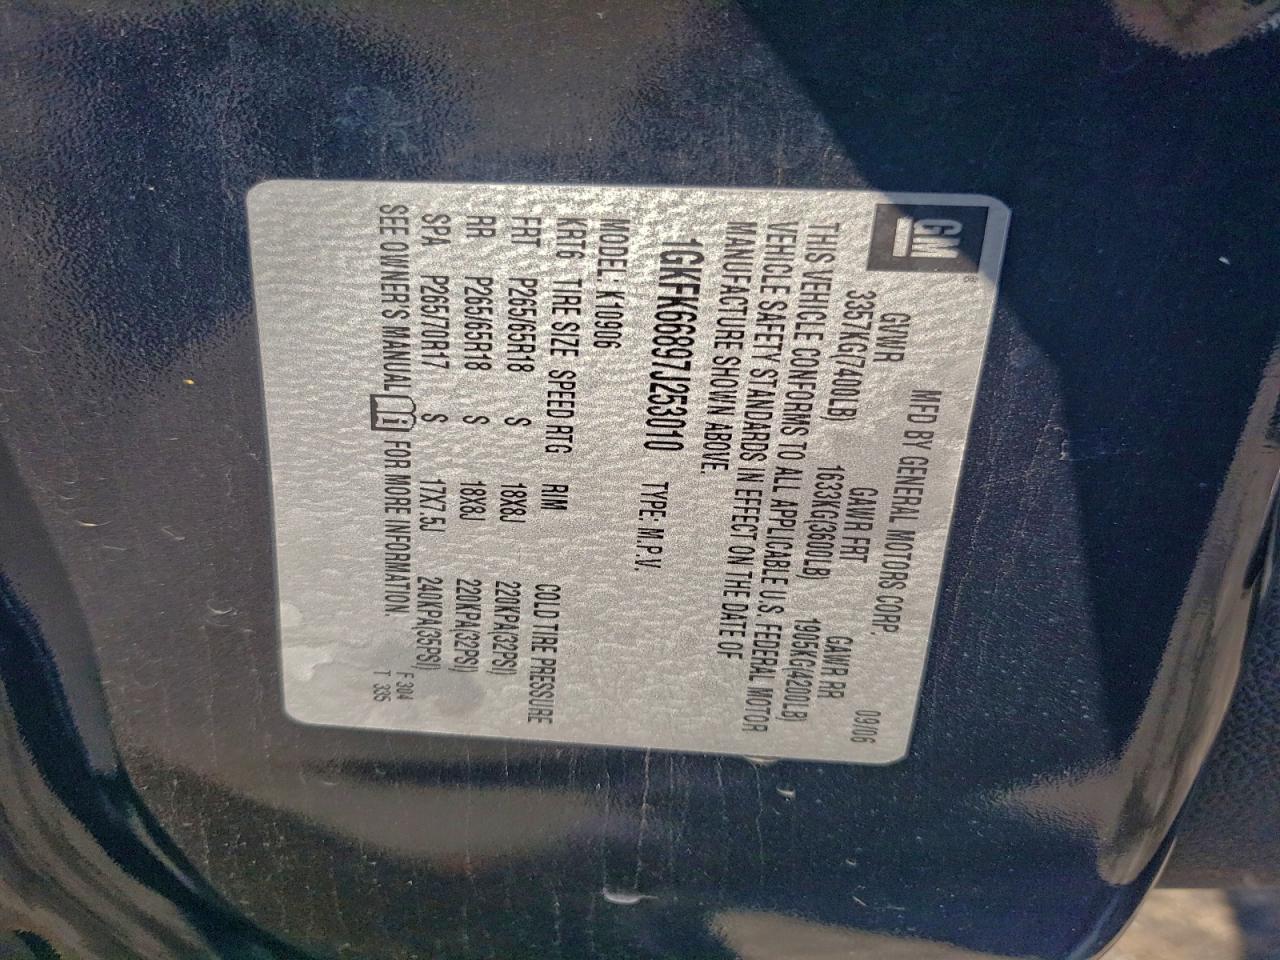 GM
MFD BY GENERAL MOTORS CORP. 09/06
GVWR GAWR FRT GAWR RR
3357KG(7400LB) 1633KG(3600LB) 1905KG(4200LB)
THIS VEHICLE CONFORMS TO ALL APPLICABLE U.S. FEDERAL MOTOR
VEHICLE SAFETY STANDARDS IN EFFECT ON THE DATE OF
MANUFACTURE SHOWN ABOVE.
1GKFK66897J253010 TYPE: M.P.V.
MODEL: K10906
KRT6 TIRE SIZE SPEED RTG RIM COLD TIRE PRESSURE
FRT P265/65R18 S 18X8J 220KPA(32PSI)
RR P265/65R18 S 18X8J 220KPA(32PSI)
SPA P26570R17 S 17X7.5J 240KPA(35PSI)
SEE OWNER'S MANUAL FOR MORE INFORMATION.
F 304
T 335